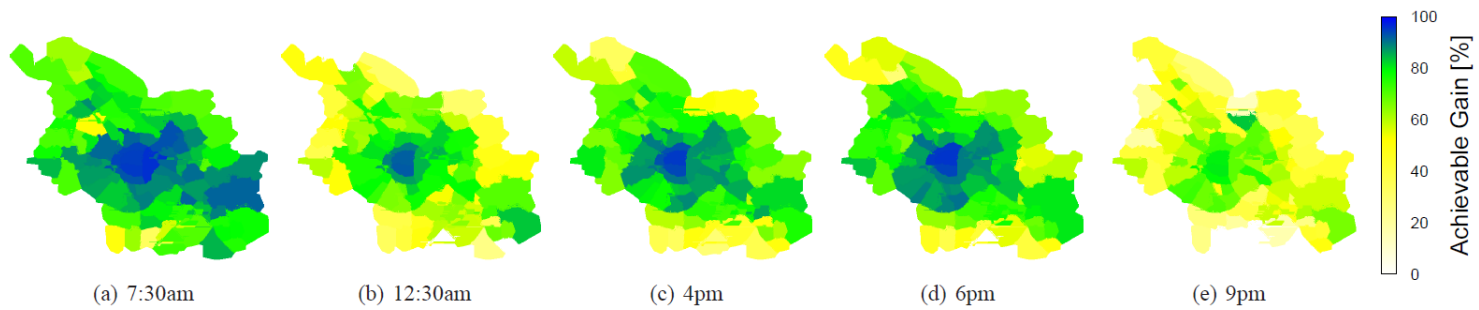 100
80
60
40
20
0
Achievable Gain [%]
(a) 7:30am
(b) 12:30am
(c) 4pm
(d) 6pm
(e) 9pm